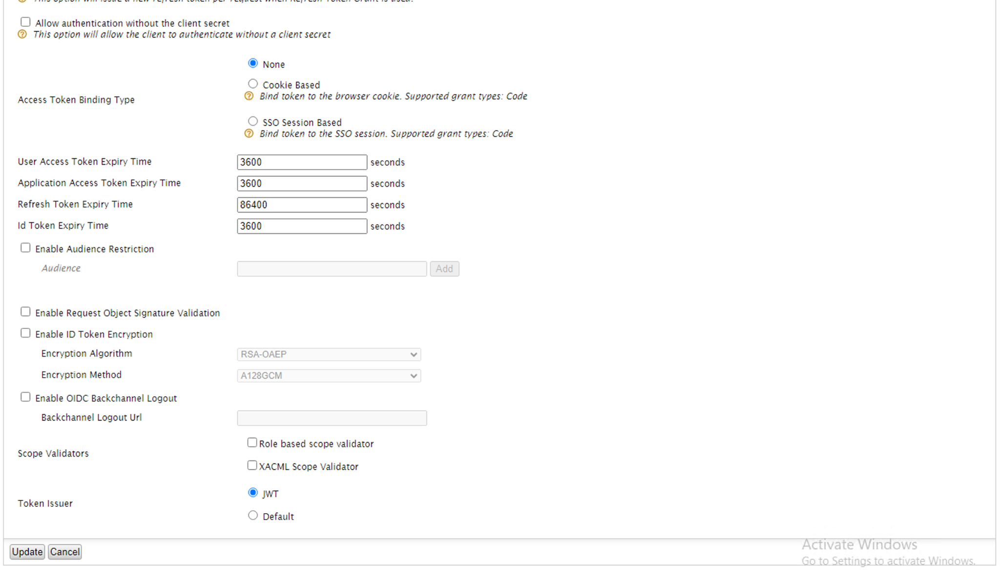 This option will issue a new refresh token per request when Refresh Token Grant is used.
Allow authentication without the client secret
This option will allow the client to authenticate without a client secret
Access Token Binding Type
None
Cookie Based
Bind token to the browser cookie. Supported grant types: Code
SSO Session Based
Bind token to the SSO session. Supported grant types: Code
User Access Token Expiry Time 3600 seconds
Application Access Token Expiry Time 3600 seconds
Refresh Token Expiry Time 86400 seconds
Id Token Expiry Time 3600 seconds
Enable Audience Restriction
Audience Add
Enable Request Object Signature Validation
Enable ID Token Encryption
Encryption Algorithm RSA-OAEP
Encryption Method A128GCM
Enable OIDC Backchannel Logout
Backchannel Logout Url
Scope Validators
Role based scope validator
XACML Scope Validator
Token Issuer
JWT
Default
Update Cancel
Activate Windows
Go to Settings to activate Windows.